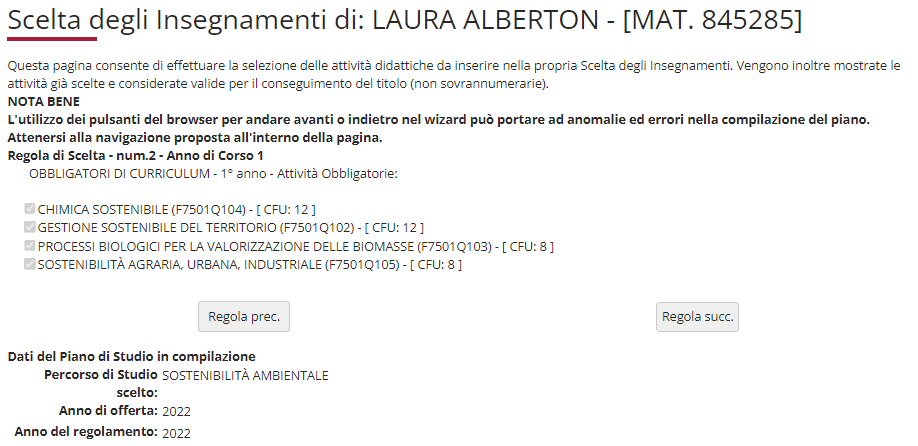 Scelta degli Insegnamenti di: LAURA ALBERTON - [MAT. 845285]
Questa pagina consente di effettuare la selezione delle attività didattiche da inserire nella propria Scelta degli Insegnamenti. Vengono inoltre mostrate le
attività già scelte e considerate valide per il conseguimento del titolo (non sovrannumerarie).
NOTA BENE
L'utilizzo dei pulsanti del browser per andare avanti o indietro nel wizard può portare ad anomalie ed errori nella compilazione del piano.
Attenersi alla navigazione proposta all'interno della pagina.
Regola di Scelta - num.2 - Anno di Corso 1
OBBLIGATORI DI CURRICULUM - 1° anno - Attività Obbligatorie:
CHIMICA SOSTENIBILE (F7501Q104) - [ CFU: 12 ]
GESTIONE SOSTENIBILE DEL TERRITORIO (F7501Q102) - [ CFU: 12 ]
PROCESSI BIOLOGICI PER LA VALORIZZAZIONE DELLE BIOMASSE (F7501Q103) - [ CFU: 8 ]
SOSTENIBILITÀ AGRARIA, URBANA, INDUSTRIALE (F7501Q105) - [ CFU: 8 ]
Regola prec. Regola succ.
Dati del Piano di Studio in compilazione
Percorso di Studio SOSTENIBILITÀ AMBIENTALE
scelto:
Anno di offerta: 2022
Anno del regolamento: 2022